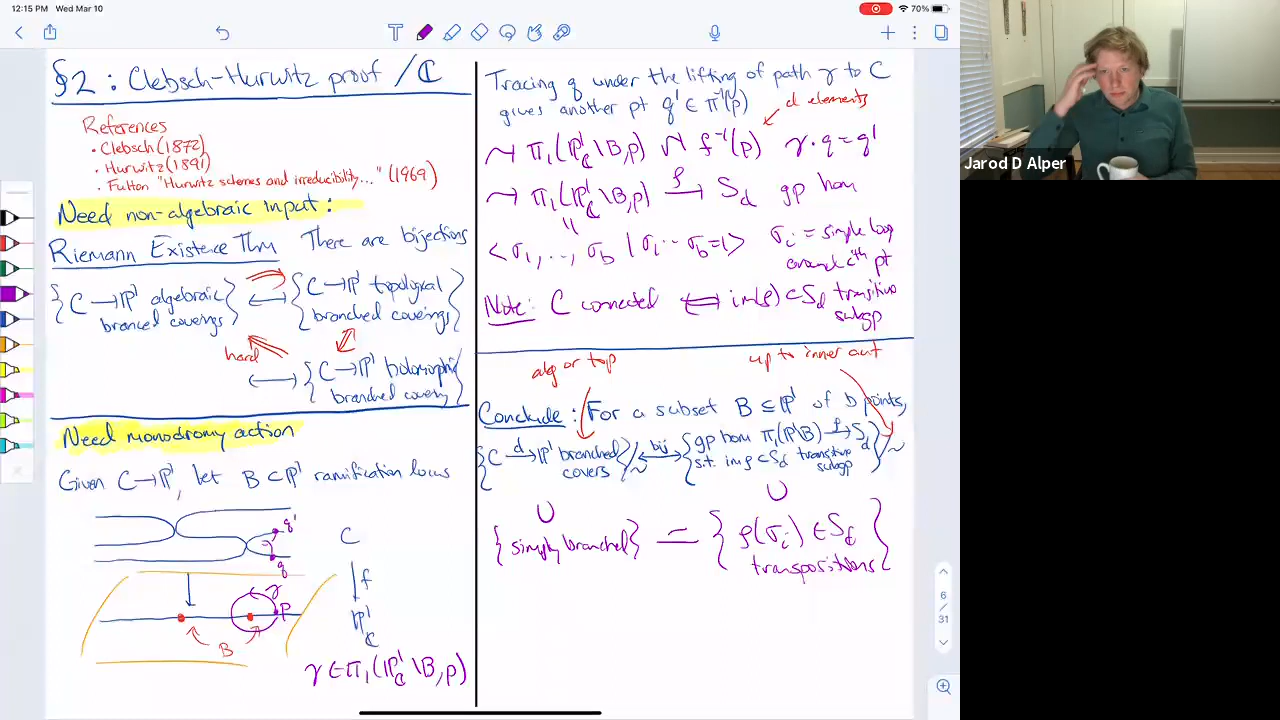 12:15 PM Wed Mar 10
70%
§2: Clebsch-Hurwitz proof /ℂ
References
• Clebsch (1872)
• Hurwitz (1891)
• Fulton "Hurwitz schemes and irreducibility..." (1969)
Need non-algebraic input:
Riemann Existence Thm There are bijections
{C → ℙ¹ algebraic branced coverings} ⟷ {C → ℙ¹ topological branched coverings}
hard
⟷ {C → ℙ¹ holomorphic branched covering}
Need monodromy action
Given C → ℙ¹, let B ⊂ ℙ¹ ramification locus
q'
γ
q
C
↓ f
ℙ¹_ℂ
γ
p
B
γ ∈ π₁(ℙ¹_ℂ \ B, p)
Tracing q under the lifting of path γ to C
gives another pt q' ∈ π⁻¹(p)
d elements
⇝ π₁(ℙ¹_ℂ \ B, p) ↷ f⁻¹(p) γ·q = q'
⇝ π₁(ℙ¹_ℂ \ B, p) →ρ S_d gp hom
||
<σ₁, .., σ_b | σ₁ ... σ_b = 1> σᵢ = simple loop
around iᵗʰ pt
Note: C connected ⟺ im(ρ) ⊂ S_d transitive
subgp
alg or top
up to inner aut
Conclude: For a subset B ⊆ ℙ¹ of b points,
{C →d ℙ¹ branched covers}/~ ⟷bij {gp hom π₁(ℙ¹\B) →ρ S_d s.t. im ρ ⊂ S_d transitive subgp}/~
∪ ∪
{simply branched} = {ρ(σᵢ) ∈ S_d transpositions}
6
/
31
Jarod D Alper